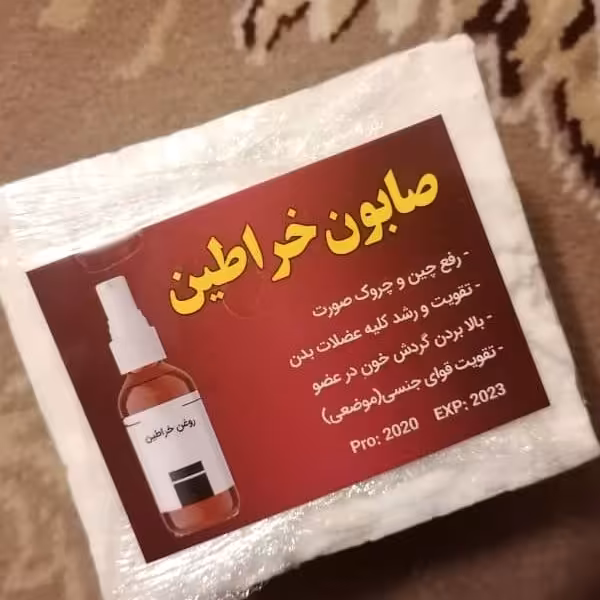 صابون خراطین
- رفع چین و چروک صورت
- تقویت و رشد کلیه عضلات بدن
- بالا بردن گردش خون در عضو
- تقویت قوای جنسی(موضعی)
Pro: 2020 EXP: 2023
روغن خراطین